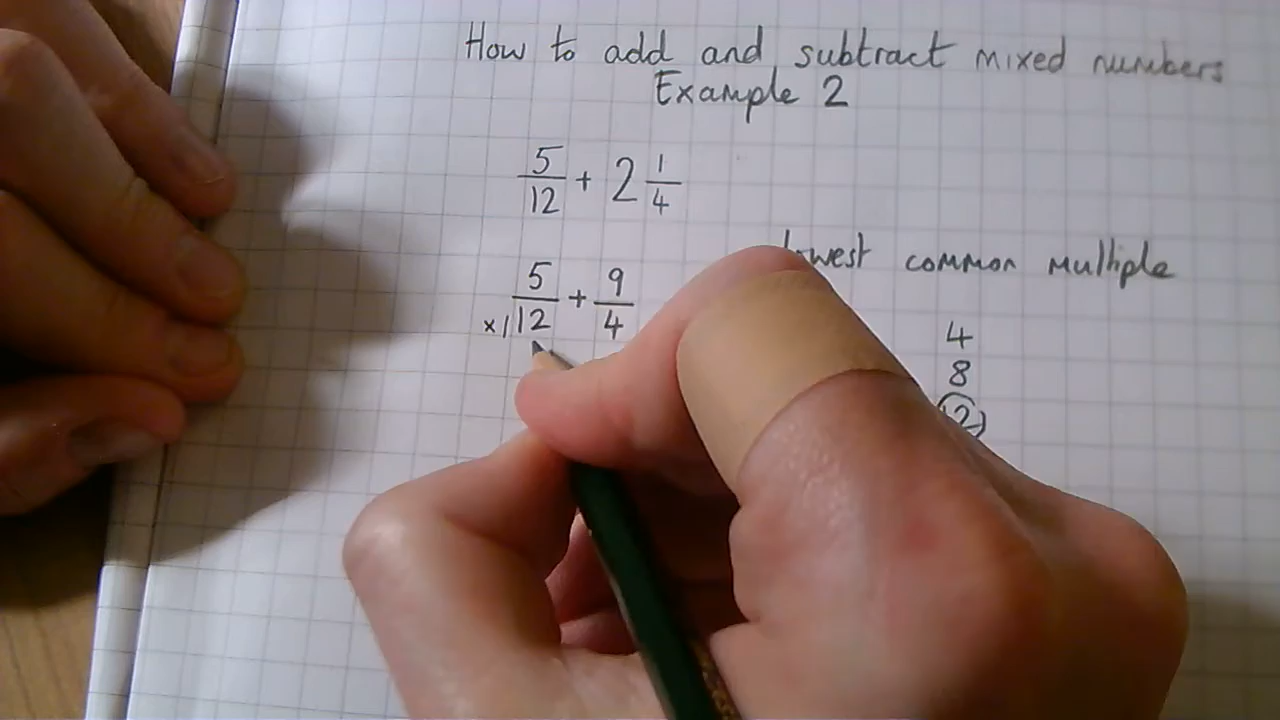 How to add and subtract mixed numbers
Example 2
5/12 + 2 1/4
lowest common multiple
5/12 + 9/4
×1
4
8
12